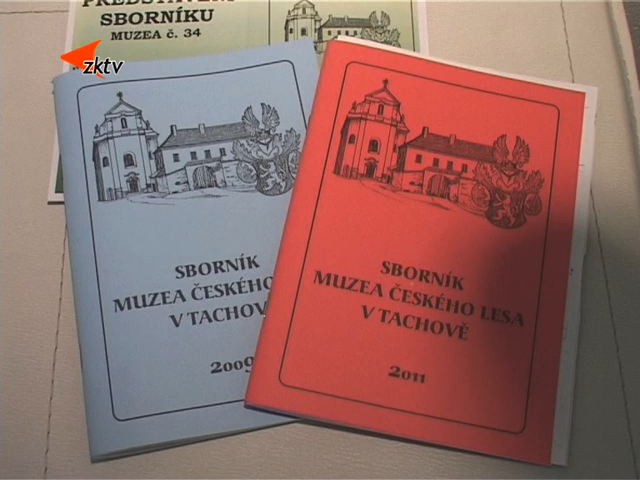 PŘEDSTAVENÍ
SBORNÍKU
MUZEA č. 34
zktv
SBORNÍK
MUZEA ČESKÉHO
V TACHOVĚ
2009
SBORNÍK
MUZEA ČESKÉHO LESA
V TACHOVĚ
2011